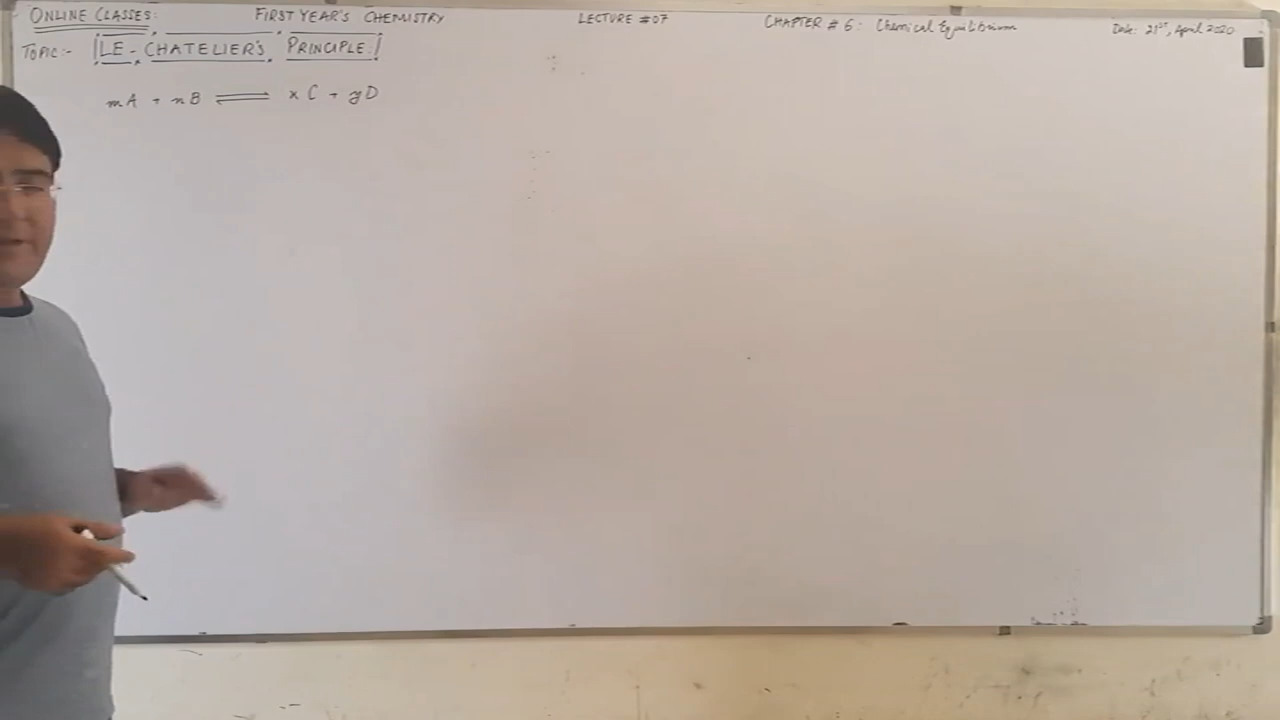 ONLINE CLASSES: FIRST YEAR'S CHEMISTRY LECTURE #07 CHAPTER # 6: Chemical Equilibrium Date: 21st, April 2020
TOPIC:- LE-CHATELIER'S PRINCIPLE:
mA + nB ⇌ xC + yD